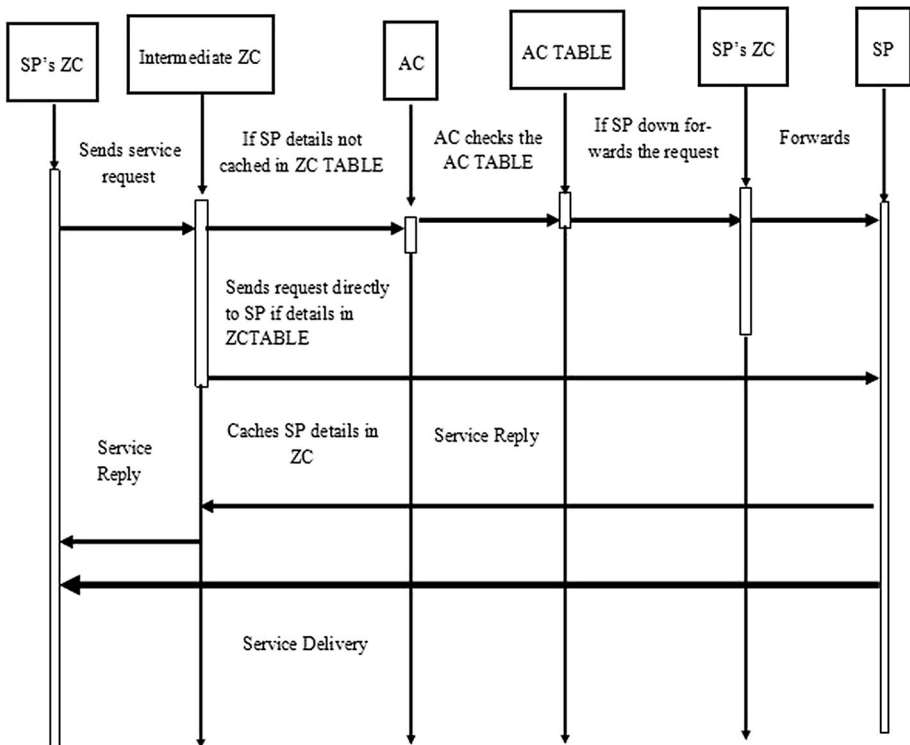 SP's ZC
Intermediate ZC
AC
AC TABLE
SP's ZC
SP
Sends service
request
If SP details not
cached in ZC TABLE
AC checks the
AC TABLE
If SP down for-
wards the request
Forwards
Sends request directly
to SP if details in
ZCTABLE
Service
Reply
Caches SP details in
ZC
Service Reply
Service Delivery